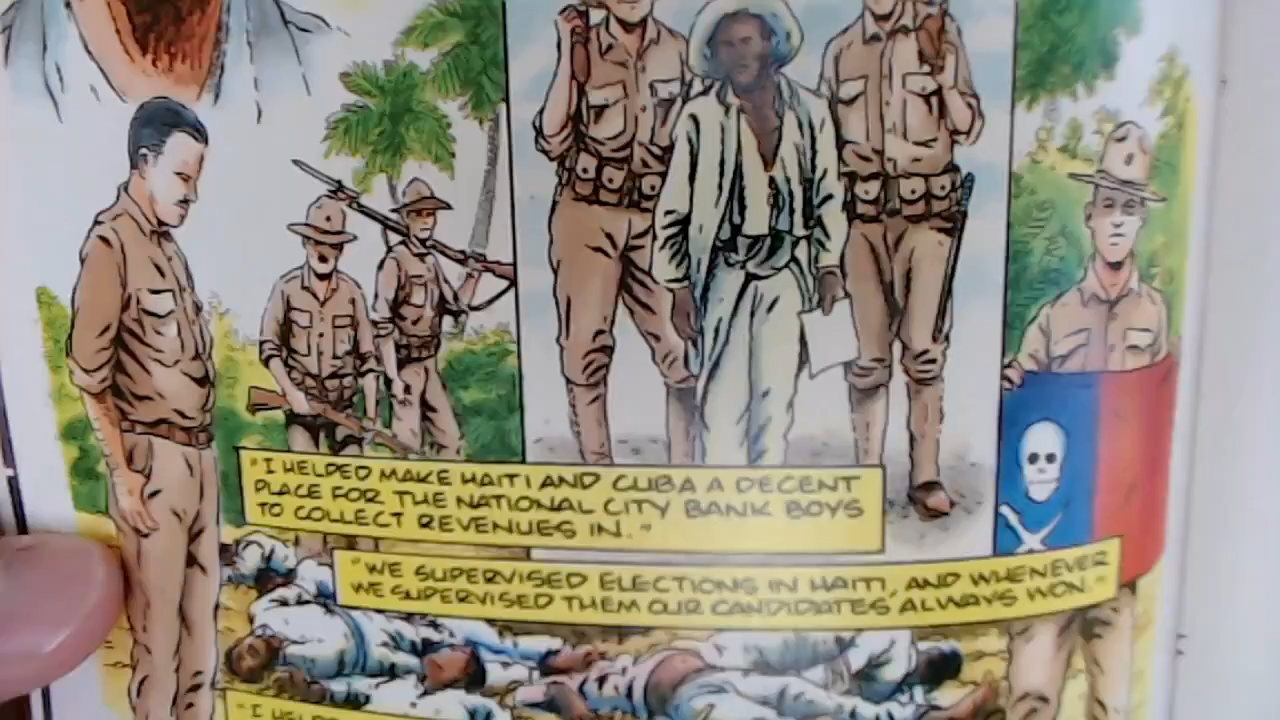 "I HELPED MAKE HAITI AND CUBA A DECENT
PLACE FOR THE NATIONAL CITY BANK BOYS
TO COLLECT REVENUES IN."
"WE SUPERVISED ELECTIONS IN HAITI, AND WHENEVER
WE SUPERVISED THEM OUR CANDIDATES ALWAYS WON."
"I